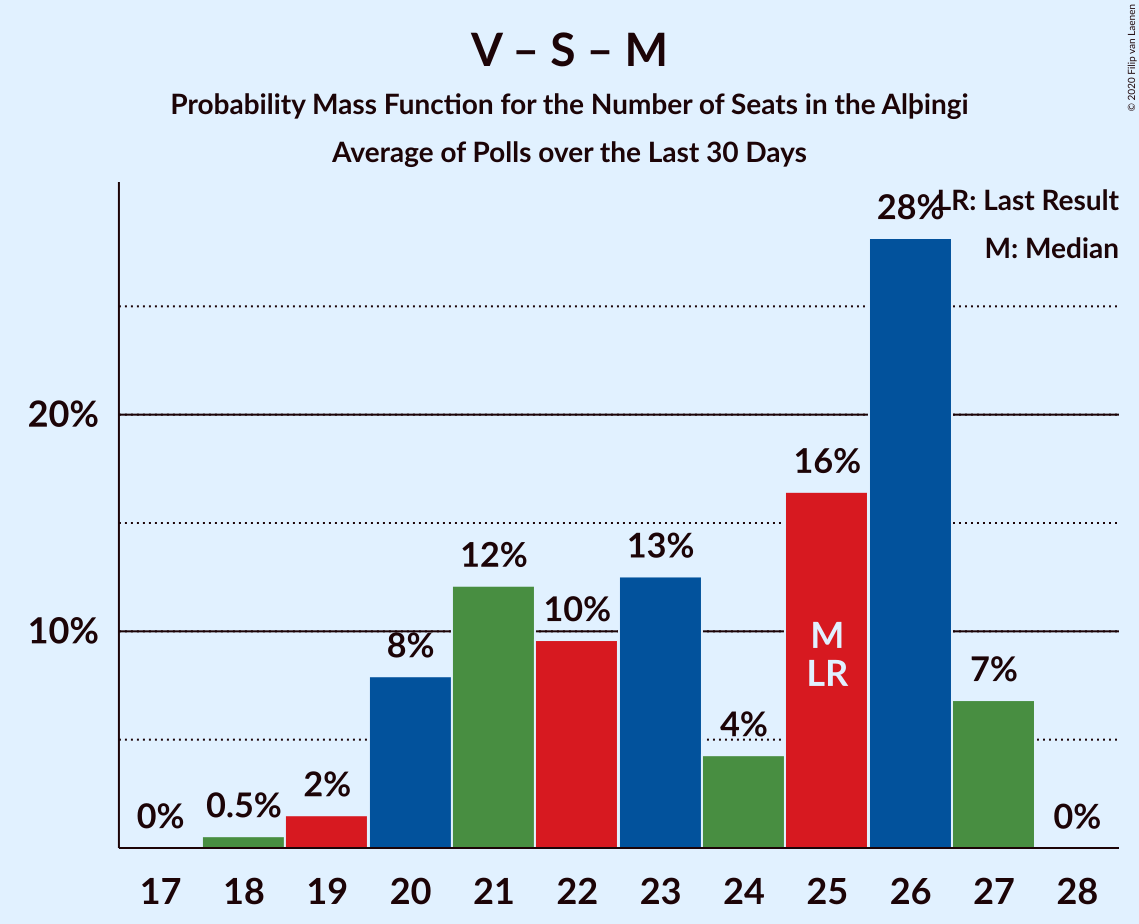 V – S – M
Probability Mass Function for the Number of Seats in the Alþingi
Average of Polls over the Last 30 Days
© 2020 Filip van Laenen
LR: Last Result
M: Median
28%
20%
16%
13%
12%
10%
10%
8%
M
LR
7%
4%
2%
0.5%
0%
0%
17 18 19 20 21 22 23 24 25 26 27 28